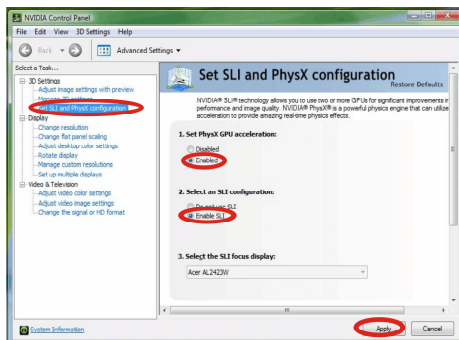 NVIDIA Control Panel
File Edit View 3D Settings Help
Back Advanced Settings
Select a Task...
3D Settings
Adjust image settings with preview
Set SLI and PhysX configuration
Display
Change resolution
Change flat panel scaling
Adjust desktop color settings
Rotate display
Manage custom resolutions
Set up multiple displays
Video & Television
Adjust video color settings
Adjust video image settings
Change the signal or HD format
System Information
Set SLI and PhysX configuration
Restore Defaults
NVIDIA® SLI® technology allows you to use two or more GPUs for significant improvements in
performance and image quality. NVIDIA® PhysX® is a powerful physics engine that can utilize
acceleration to provide amazing real-time physics effects.
1. Set PhysX GPU acceleration:
Disabled
Enabled
2. Select an SLI configuration:
Do not use SLI
Enable SLI
3. Select the SLI focus display:
Acer AL2423W
Apply Cancel